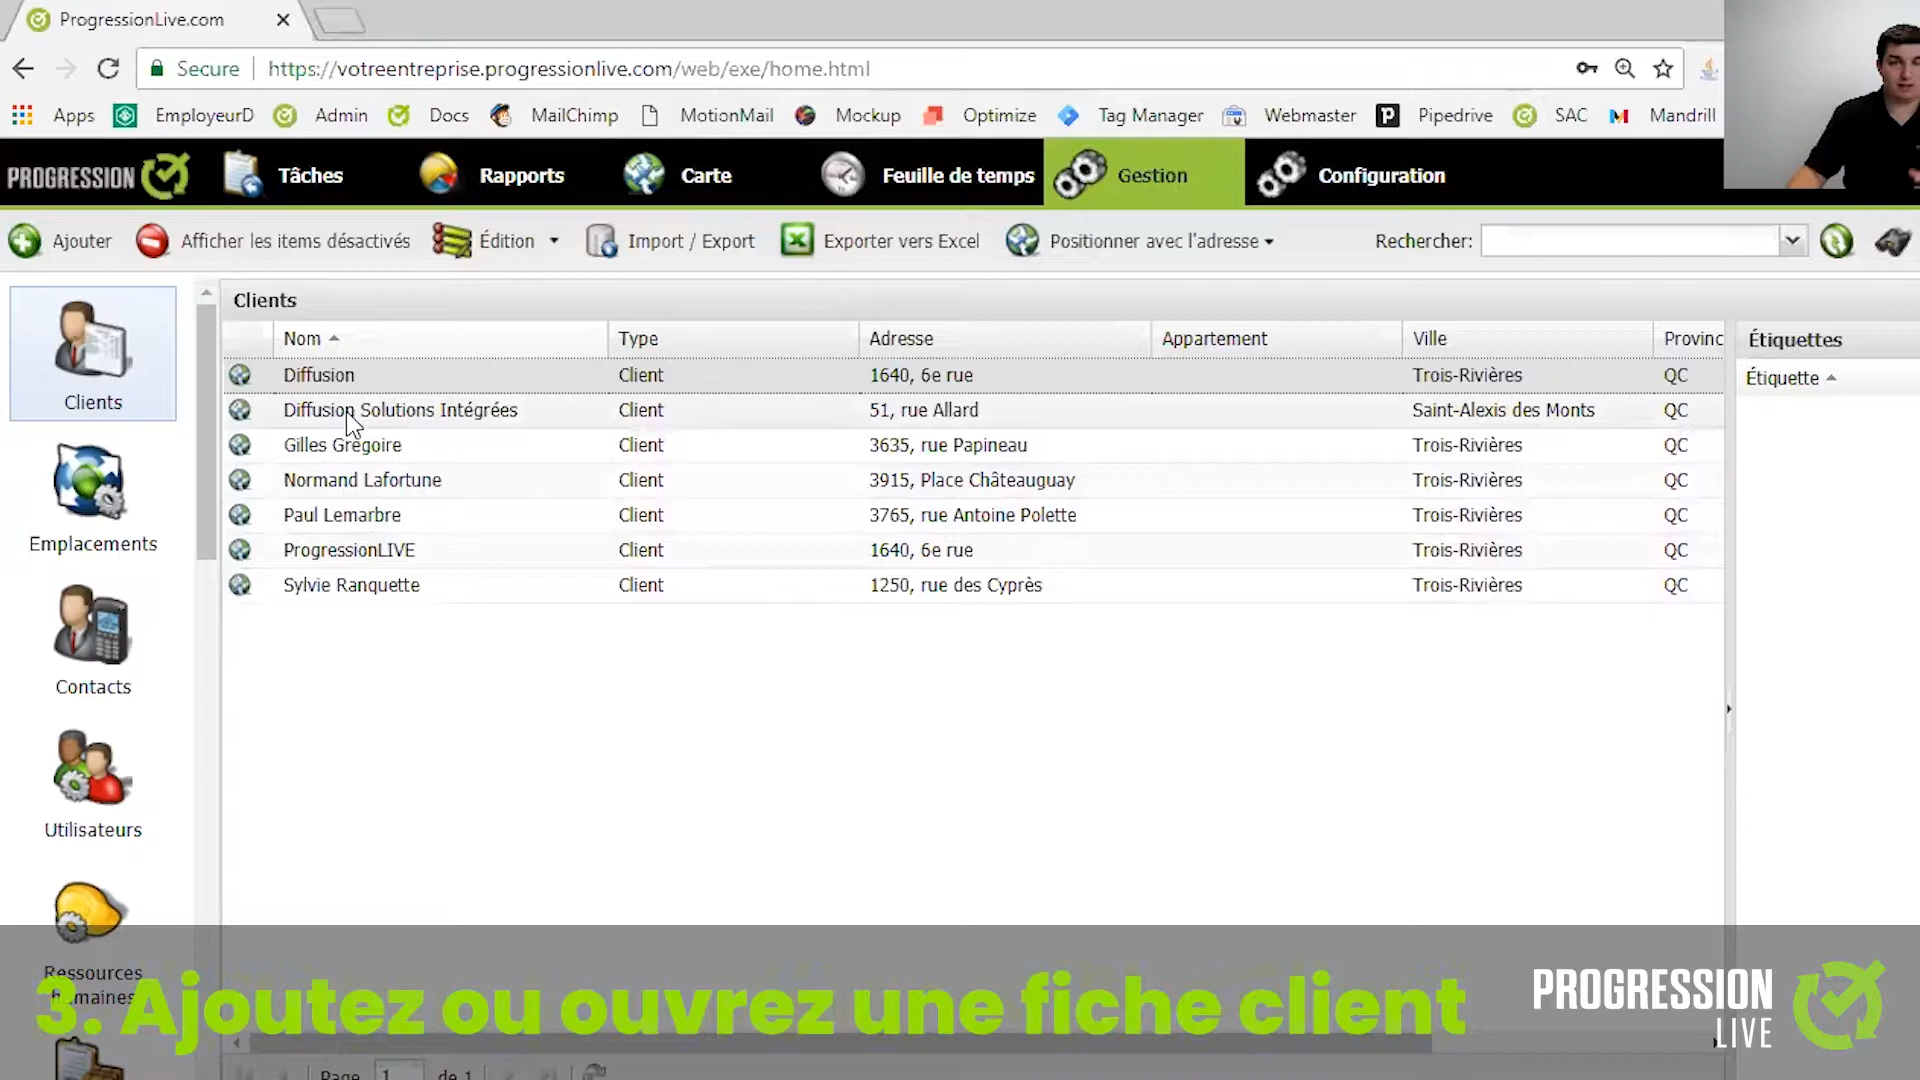 ProgressionLive.com
Secure https://votreentreprise.progressionlive.com/web/exe/home.html
Apps EmployeurD Admin Docs MailChimp MotionMail Mockup Optimize Tag Manager Webmaster Pipedrive SAC Mandrill
PROGRESSION Tâches Rapports Carte Feuille de temps Gestion Configuration
Ajouter Afficher les items désactivés Édition Import / Export Exporter vers Excel Positionner avec l'adresse Rechercher:
Clients
Nom Type Adresse Appartement Ville Provinc Étiquettes
Diffusion Client 1640, 6e rue Trois-Rivières QC Étiquette
Clients
Diffusion Solutions Intégrées Client 51, rue Allard Saint-Alexis des Monts QC
Gilles Grégoire Client 3635, rue Papineau Trois-Rivières QC
Normand Lafortune Client 3915, Place Châteauguay Trois-Rivières QC
Paul Lemarbre Client 3765, rue Antoine Polette Trois-Rivières QC
Emplacements
ProgressionLIVE Client 1640, 6e rue Trois-Rivières QC
Sylvie Ranquette Client 1250, rue des Cyprès Trois-Rivières QC
Contacts
Utilisateurs
Ressources
humaines
3. Ajoutez ou ouvrez une fiche client
PROGRESSION
LIVE
Page 1 de 1